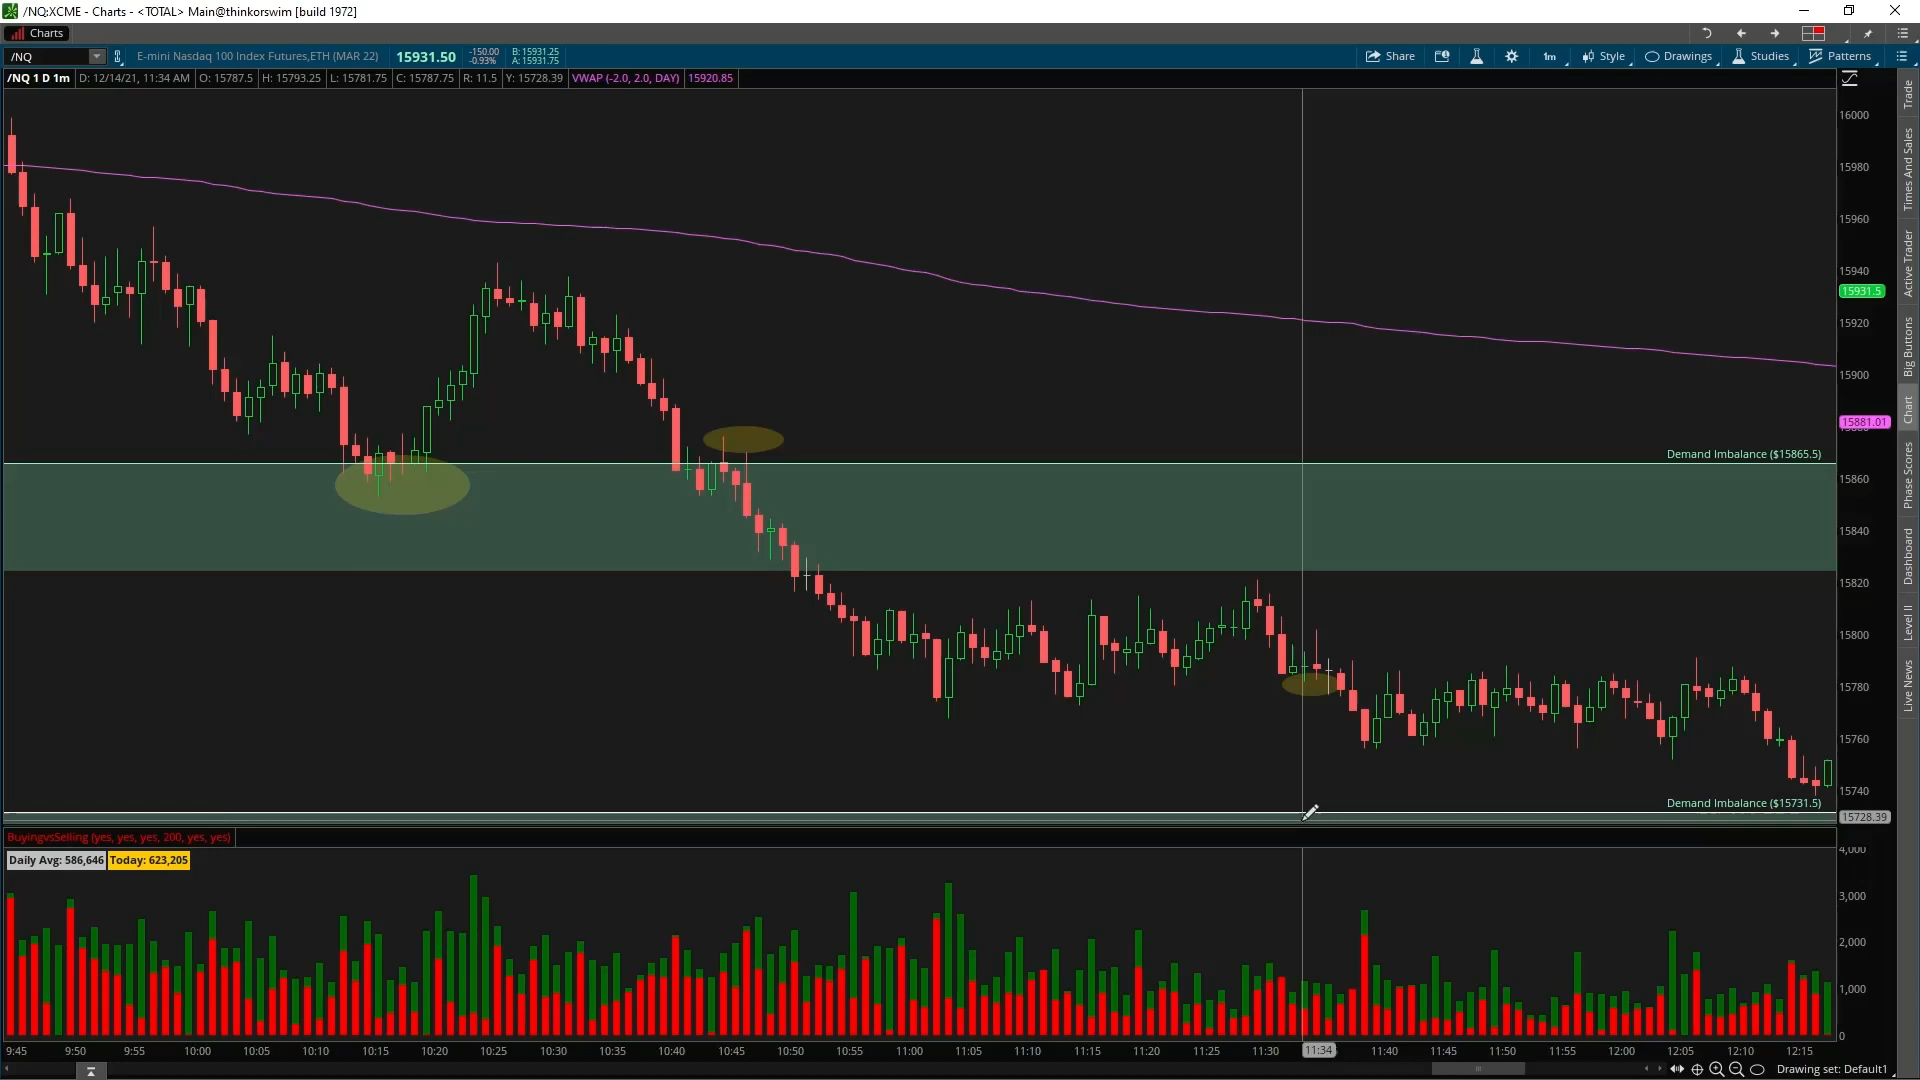 /NQ:XCME - Charts - <TOTAL> Main@thinkorswim [build 1972]
Charts
/NQ E-mini Nasdaq 100 Index Futures,ETH (MAR 22) 15931.50 -150.00 -0.93% B: 15931.25 A: 15931.75 Share 1m Style Drawings Studies Patterns
/NQ 1 D 1m D: 12/14/21, 11:34 AM O: 15787.5 H: 15793.25 L: 15781.75 C: 15787.75 R: 11.5 Y: 15728.39 VWAP (-2.0, 2.0, DAY) 15920.85
16000
15980
15960
15940
15931.5
15920
15900
15881.01
Demand Imbalance ($15865.5)
15860
15840
15820
15800
15780
15760
15740
Demand Imbalance ($15731.5)
15728.39
BuyingvsSelling (yes, yes, yes, 200, yes, yes)
Daily Avg: 586,646 Today: 623,205
4,000
3,000
2,000
1,000
0
9:45 9:50 9:55 10:00 10:05 10:10 10:15 10:20 10:25 10:30 10:35 10:40 10:45 10:50 10:55 11:00 11:05 11:10 11:15 11:20 11:25 11:30 11:34 11:40 11:45 11:50 11:55 12:00 12:05 12:10 12:15
Drawing set: Default1
Trade
Times And Sales
Active Trader
Big Buttons
Chart
Phase Scores
Dashboard
Level II
Live News